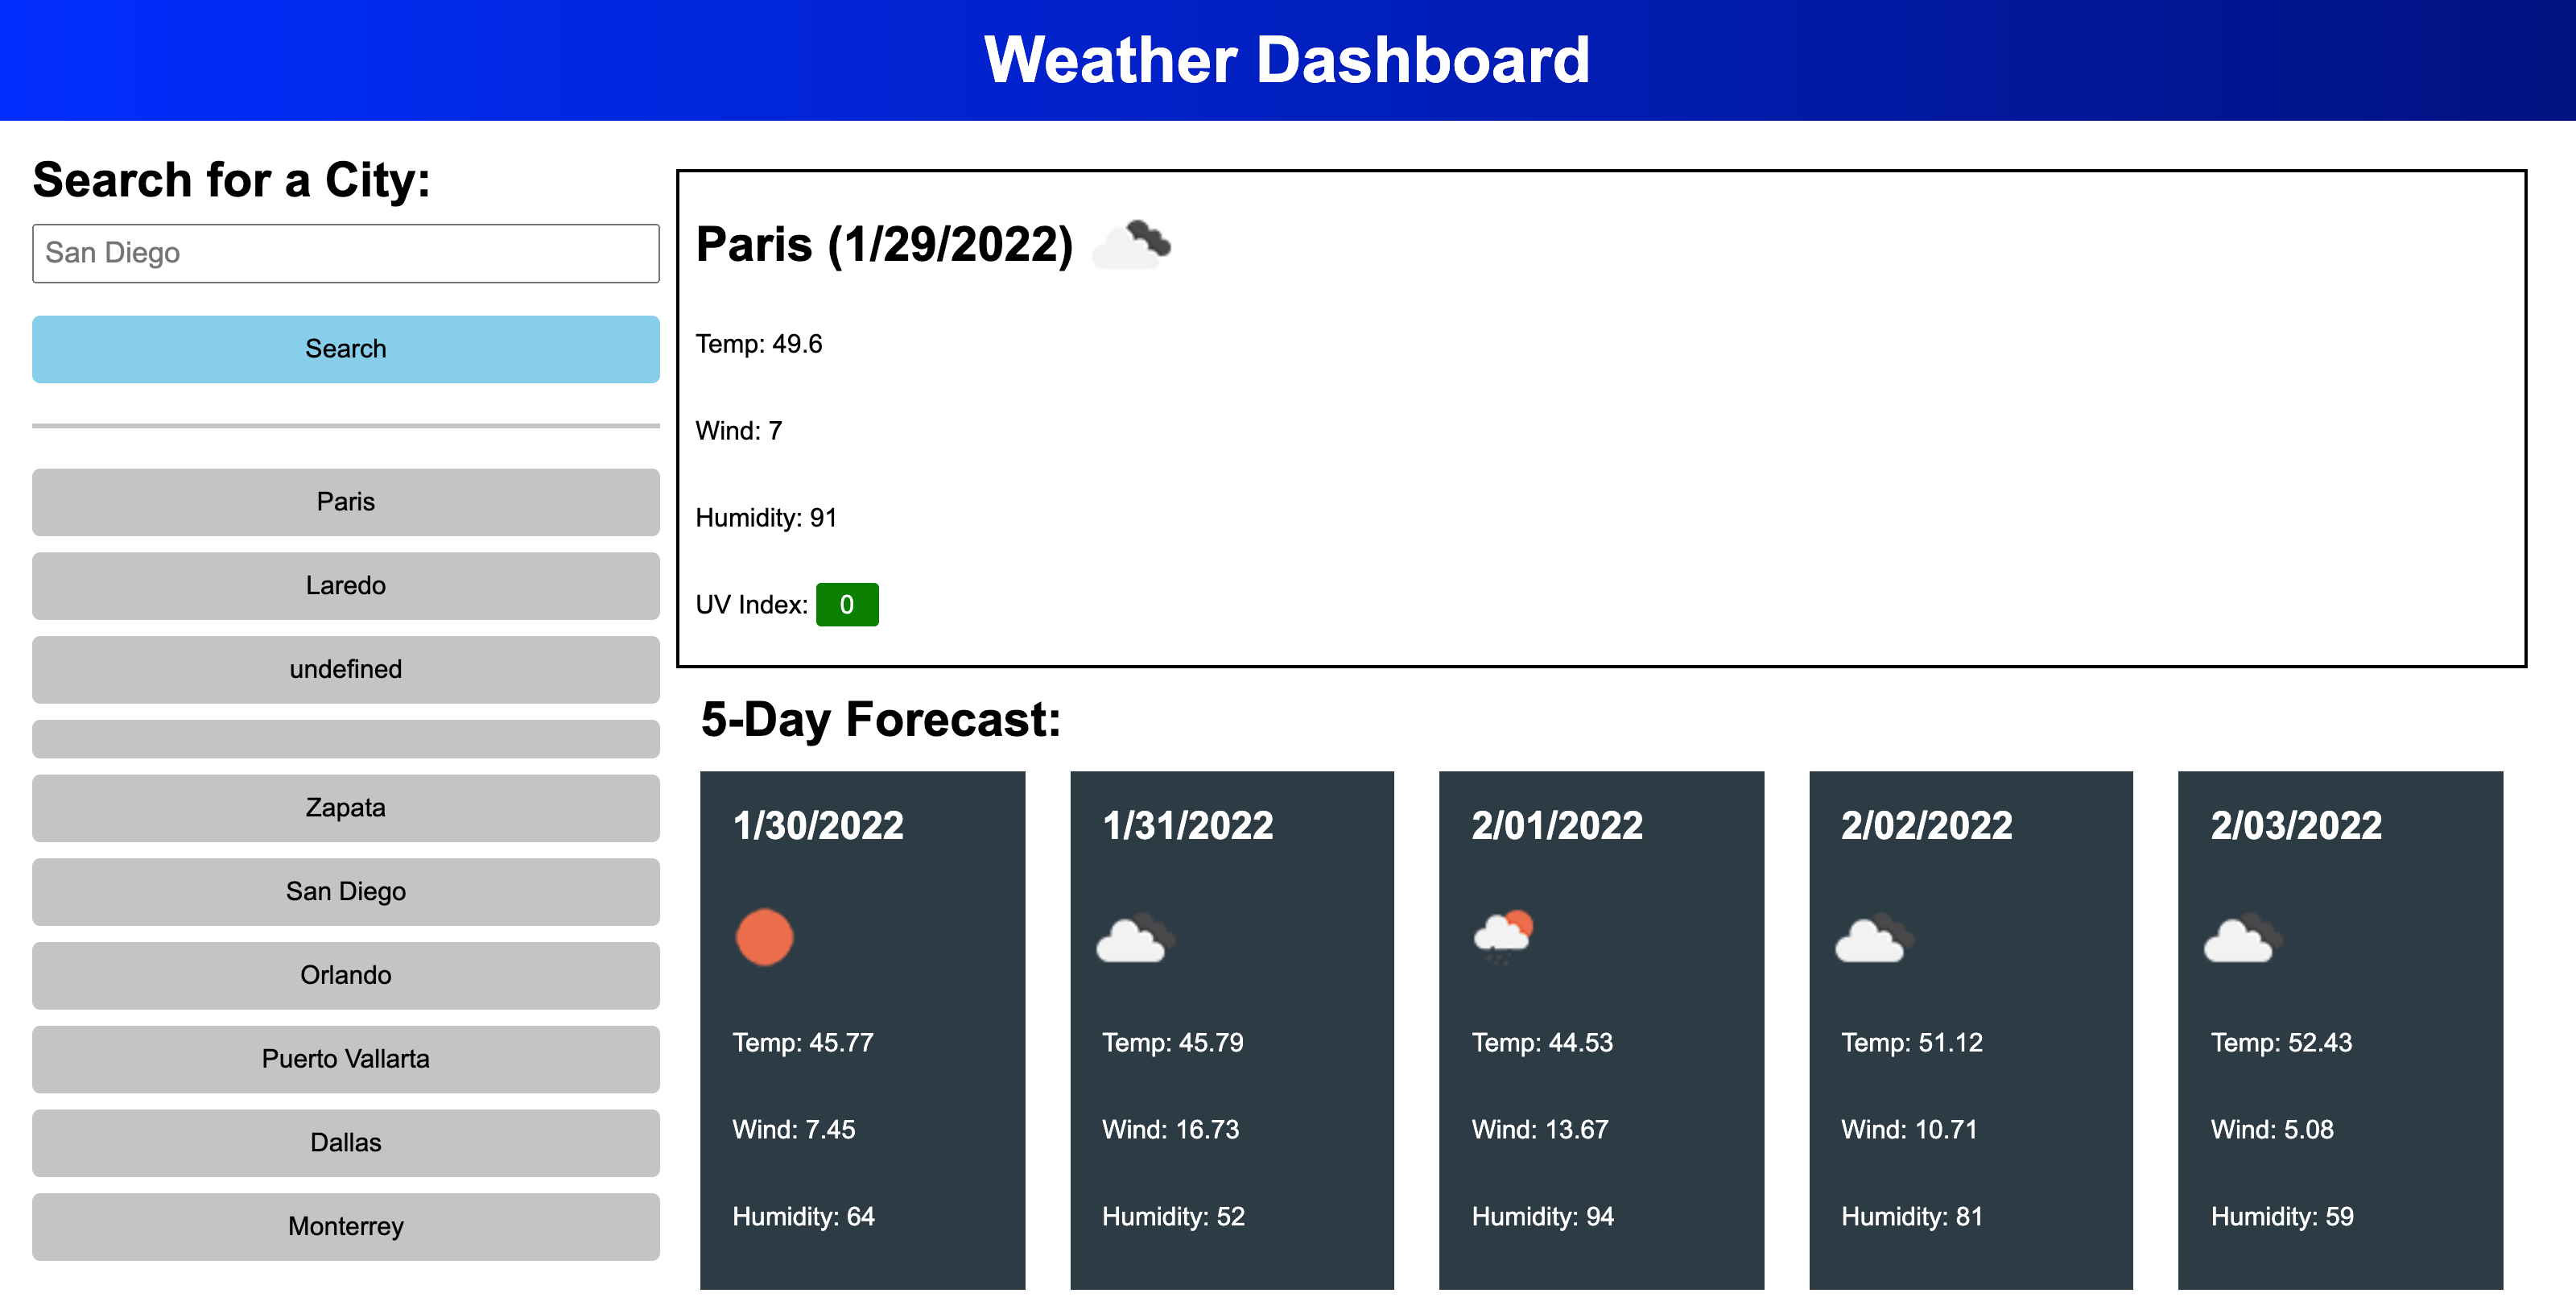 Weather Dashboard
Search for a City:
San Diego
Search
Paris
Laredo
undefined
Zapata
San Diego
Orlando
Puerto Vallarta
Dallas
Monterrey
Paris (1/29/2022)
Temp: 49.6
Wind: 7
Humidity: 91
UV Index: 0
5-Day Forecast:
1/30/2022
Temp: 45.77
Wind: 7.45
Humidity: 64
1/31/2022
Temp: 45.79
Wind: 16.73
Humidity: 52
2/01/2022
Temp: 44.53
Wind: 13.67
Humidity: 94
2/02/2022
Temp: 51.12
Wind: 10.71
Humidity: 81
2/03/2022
Temp: 52.43
Wind: 5.08
Humidity: 59